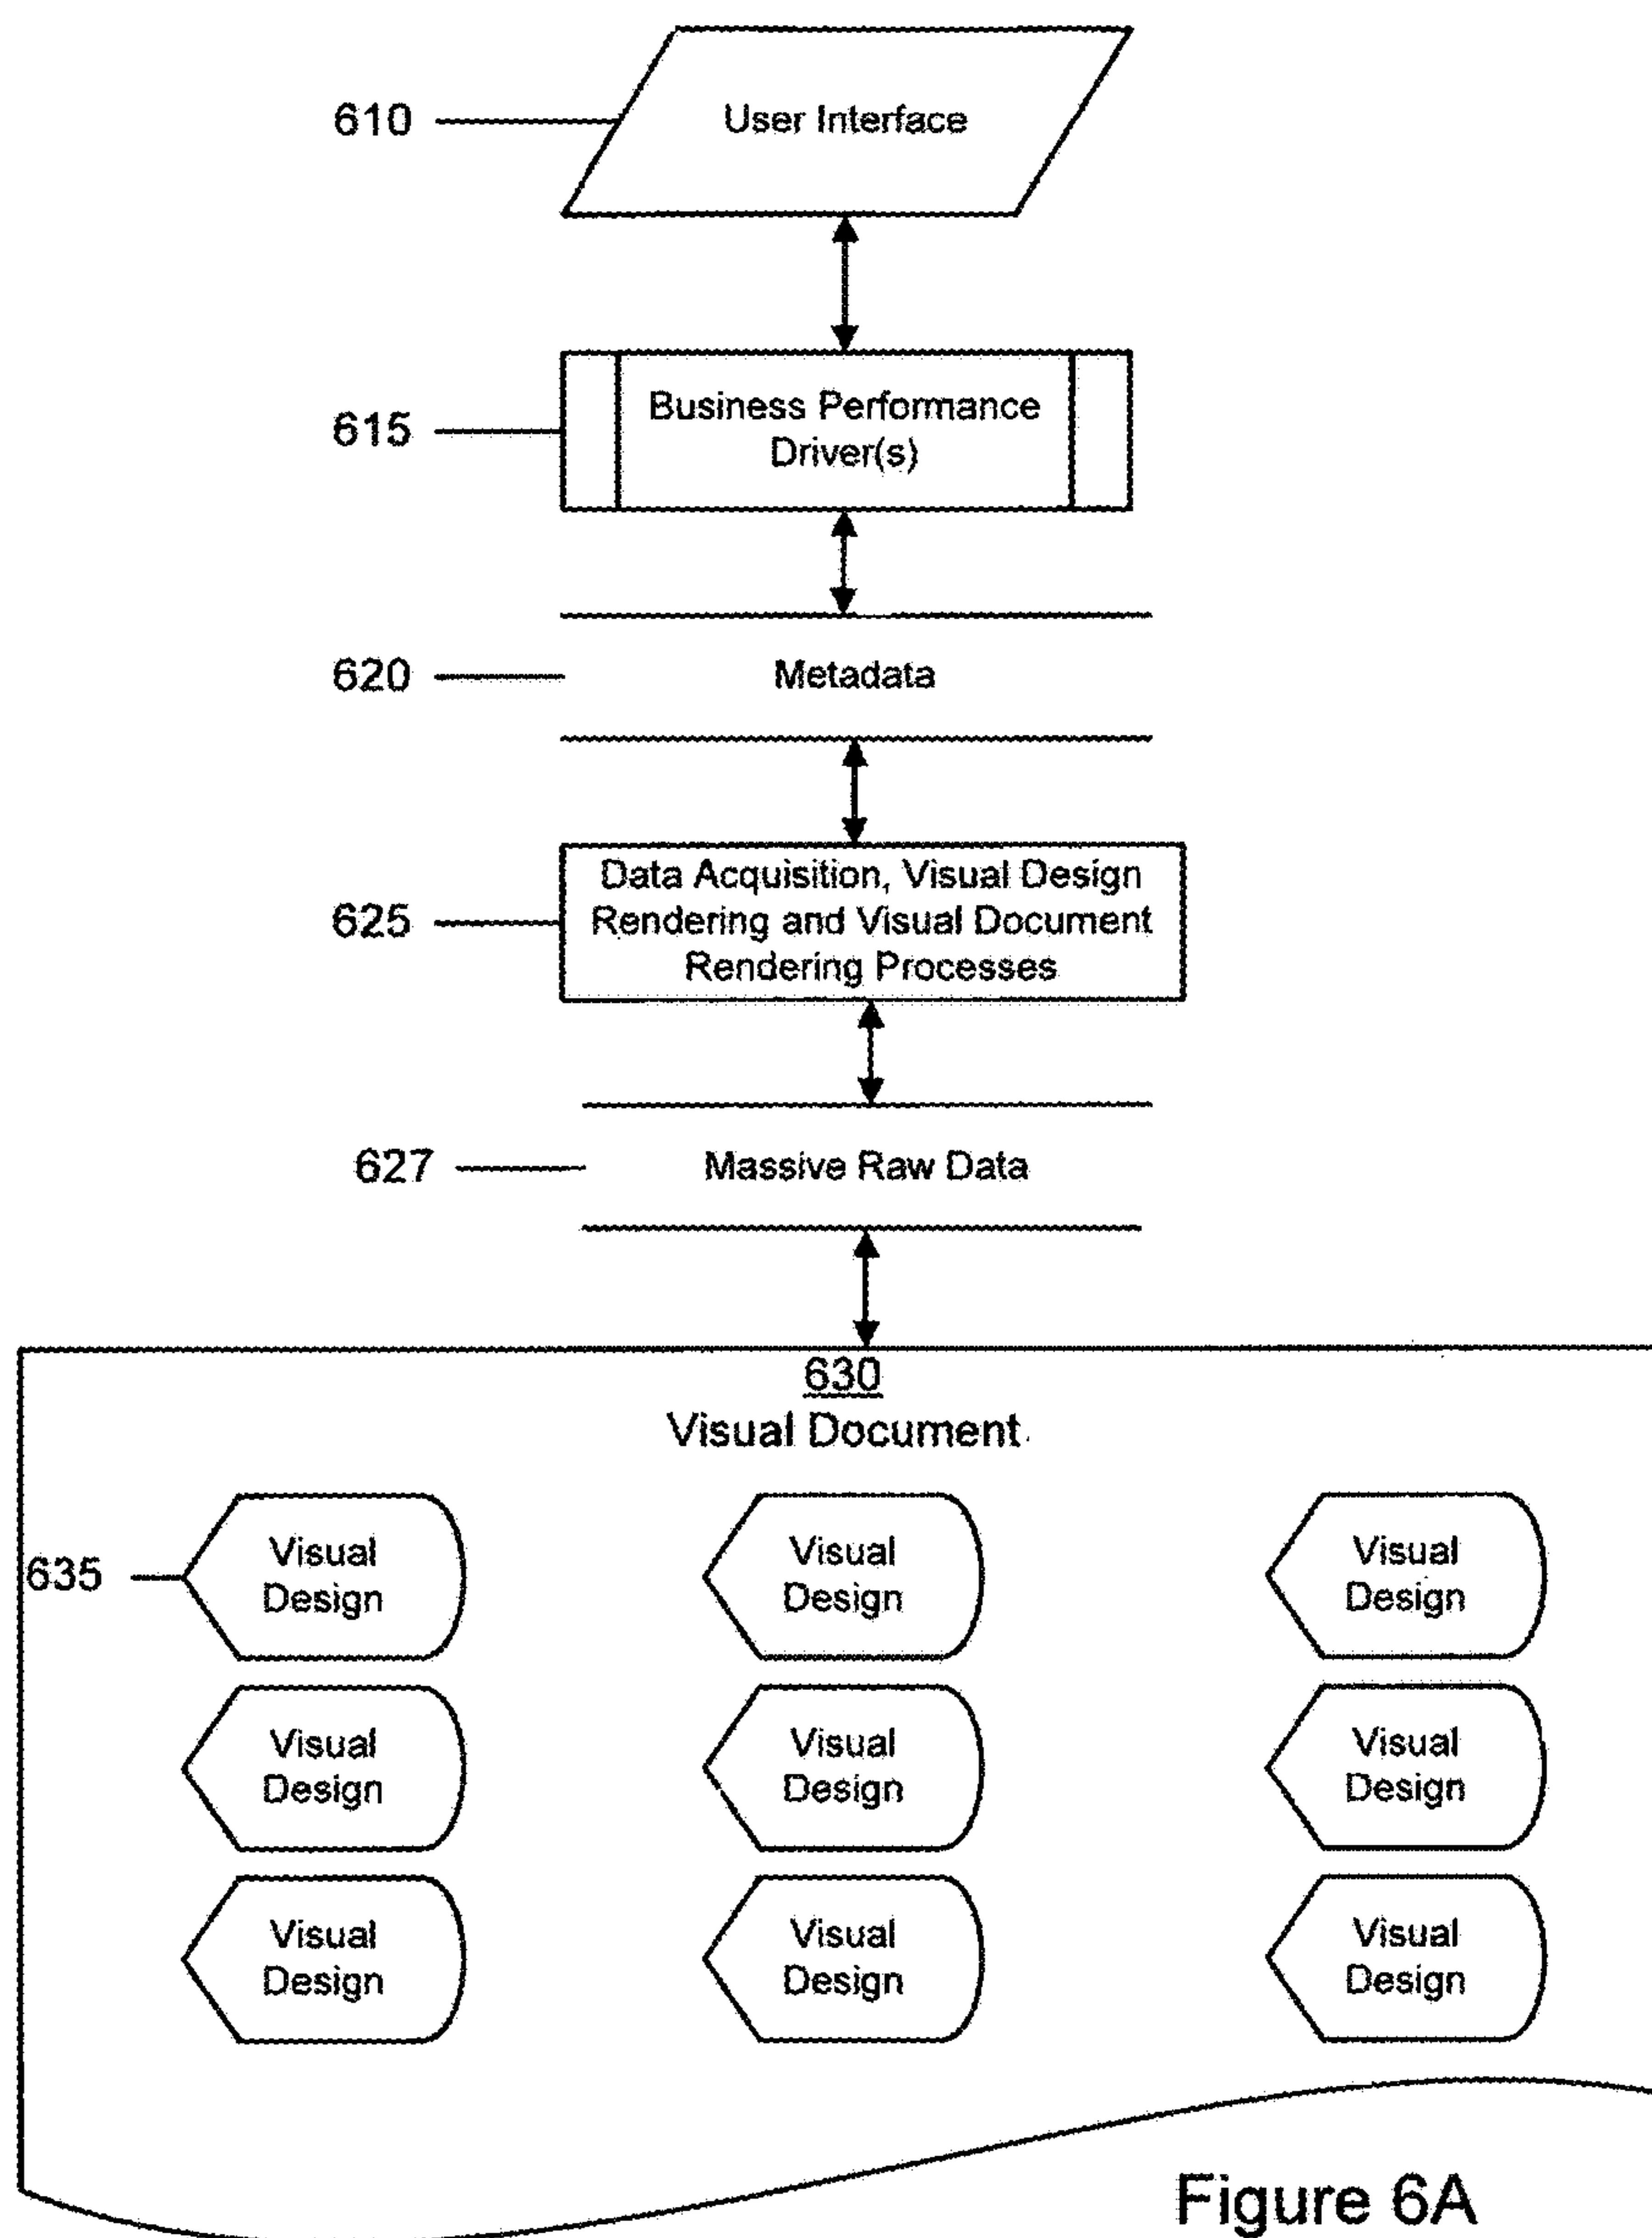 610 User Interface
615 Business Performance
Driver(s)
620 Metadata
625 Data Acquisition, Visual Design
Rendering and Visual Document
Rendering Processes
627 Massive Raw Data
630
Visual Document
635 Visual Design
Visual Design
Visual Design
Visual Design
Visual Design
Visual Design
Visual Design
Visual Design
Visual Design
Figure 6A